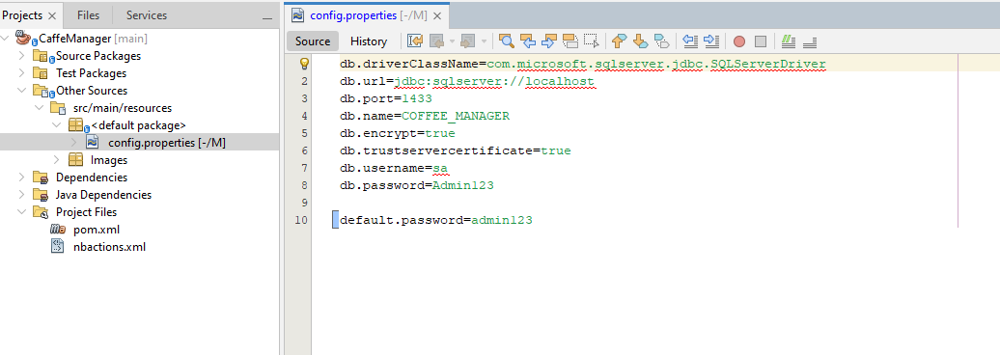 Projects × Files Services
CaffeManager [main]
Source Packages
Test Packages
Other Sources
src/main/resources
<default package>
config.properties [-/M]
Images
Dependencies
Java Dependencies
Project Files
pom.xml
nbactions.xml
config.properties [-/M] ×
Source History
db.driverClassName=com.microsoft.sqlserver.jdbc.SQLServerDriver
2 db.url=jdbc:sqlserver://localhost
3 db.port=1433
4 db.name=COFFEE_MANAGER
5 db.encrypt=true
6 db.trustservercertificate=true
7 db.username=sa
8 db.password=Admin123
9
10 default.password=admin123